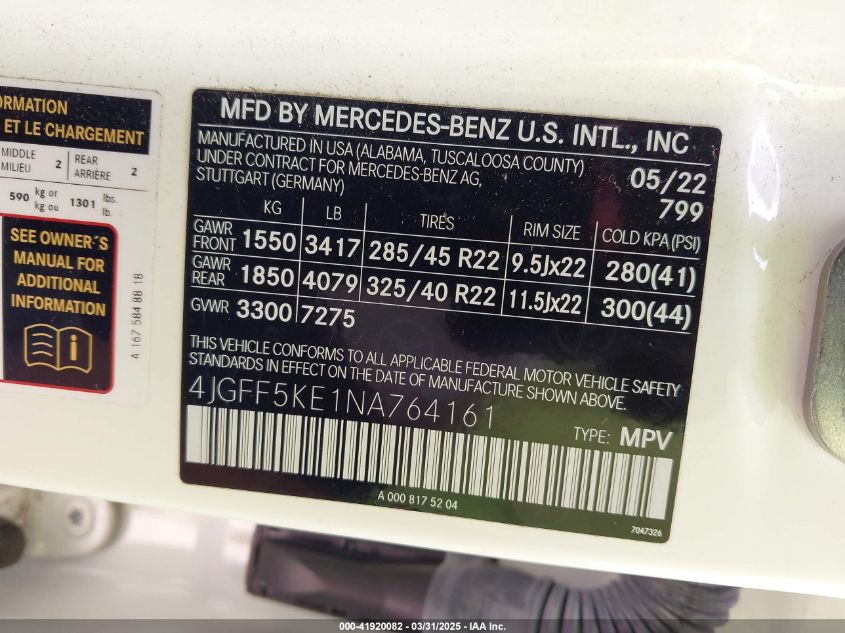 ORMATION
ET LE CHARGEMENT
MIDDLE
MILIEU
2
REAR
ARRIÈRE
2
590
kg or
kg ou
1301
lbs.
lb.
SEE OWNER'S
MANUAL FOR
ADDITIONAL
INFORMATION
A 167 584 88 18
MFD BY MERCEDES-BENZ U.S. INTL., INC
MANUFACTURED IN USA (ALABAMA, TUSCALOOSA COUNTY)
UNDER CONTRACT FOR MERCEDES-BENZ AG,
STUTTGART (GERMANY)
05/22
799
KG LB TIRES RIM SIZE COLD KPA(PSI)
GAWR
FRONT 1550 3417 285/45 R22 9.5Jx22 280(41)
GAWR
REAR 1850 4079 325/40 R22 11.5Jx22 300(44)
GVWR 3300 7275
THIS VEHICLE CONFORMS TO ALL APPLICABLE FEDERAL MOTOR VEHICLE SAFETY
STANDARDS IN EFFECT ON THE DATE OF MANUFACTURE SHOWN ABOVE.
4JGFF5KE1NA764161
TYPE: MPV
A 000 817 52 04
7047326
000-41920082 - 03/31/2025 - IAAI.COM